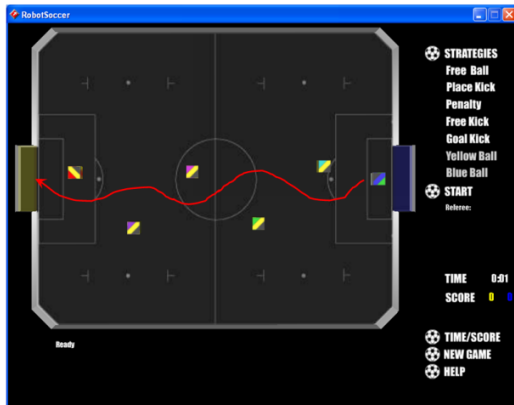 RobotSoccer
STRATEGIES
Free Ball
Place Kick
Penalty
Free Kick
Goal Kick
Yellow Ball
Blue Ball
START
Referee:
TIME 0:01
SCORE 0 0
Ready
TIME/SCORE
NEW GAME
HELP